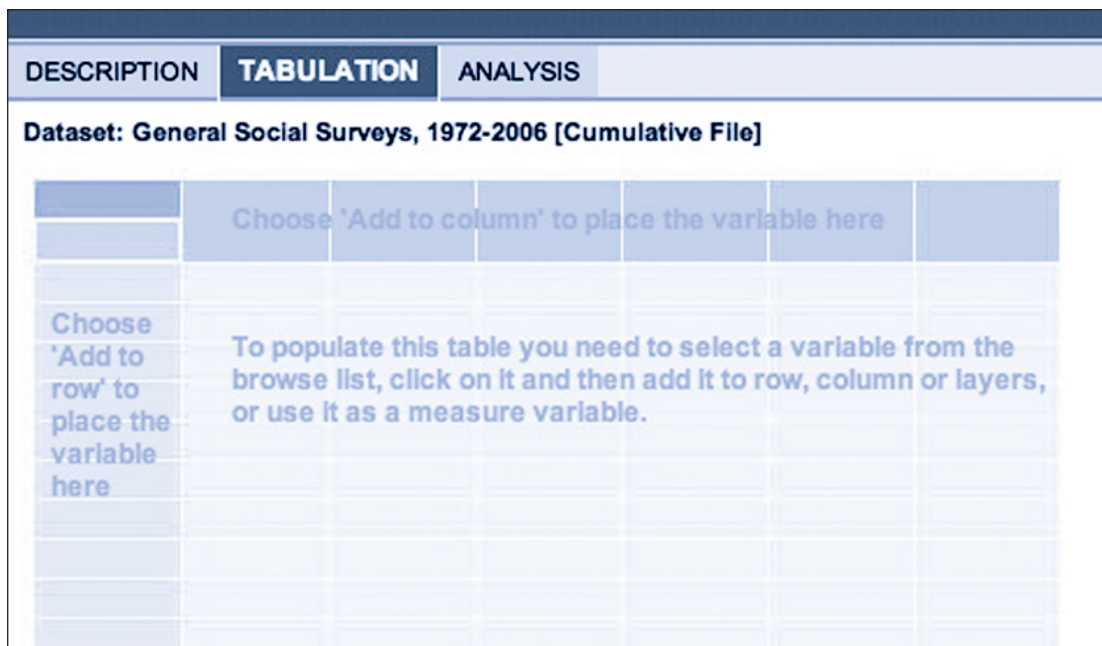 DESCRIPTION TABULATION ANALYSIS
Dataset: General Social Surveys, 1972-2006 [Cumulative File]
Choose 'Add to column' to place the variable here
Choose
'Add to
row' to
place the
variable
here
To populate this table you need to select a variable from the
browse list, click on it and then add it to row, column or layers,
or use it as a measure variable.